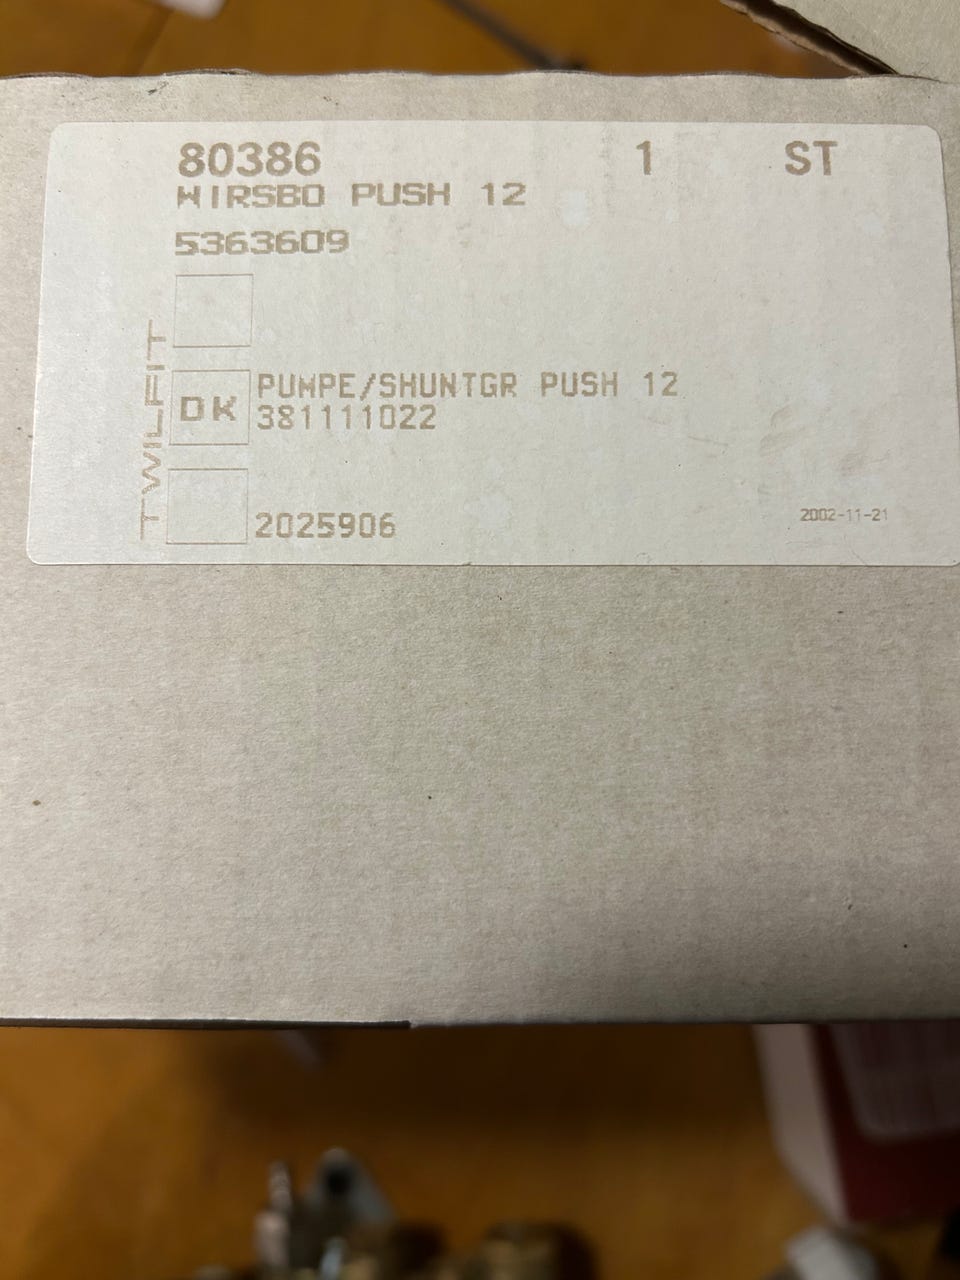 80386 1 ST
WIRSBO PUSH 12
5363609
TWILFIT
DK
PUMPE/SHUNTGR PUSH 12
381111022
2025906
2002-11-21